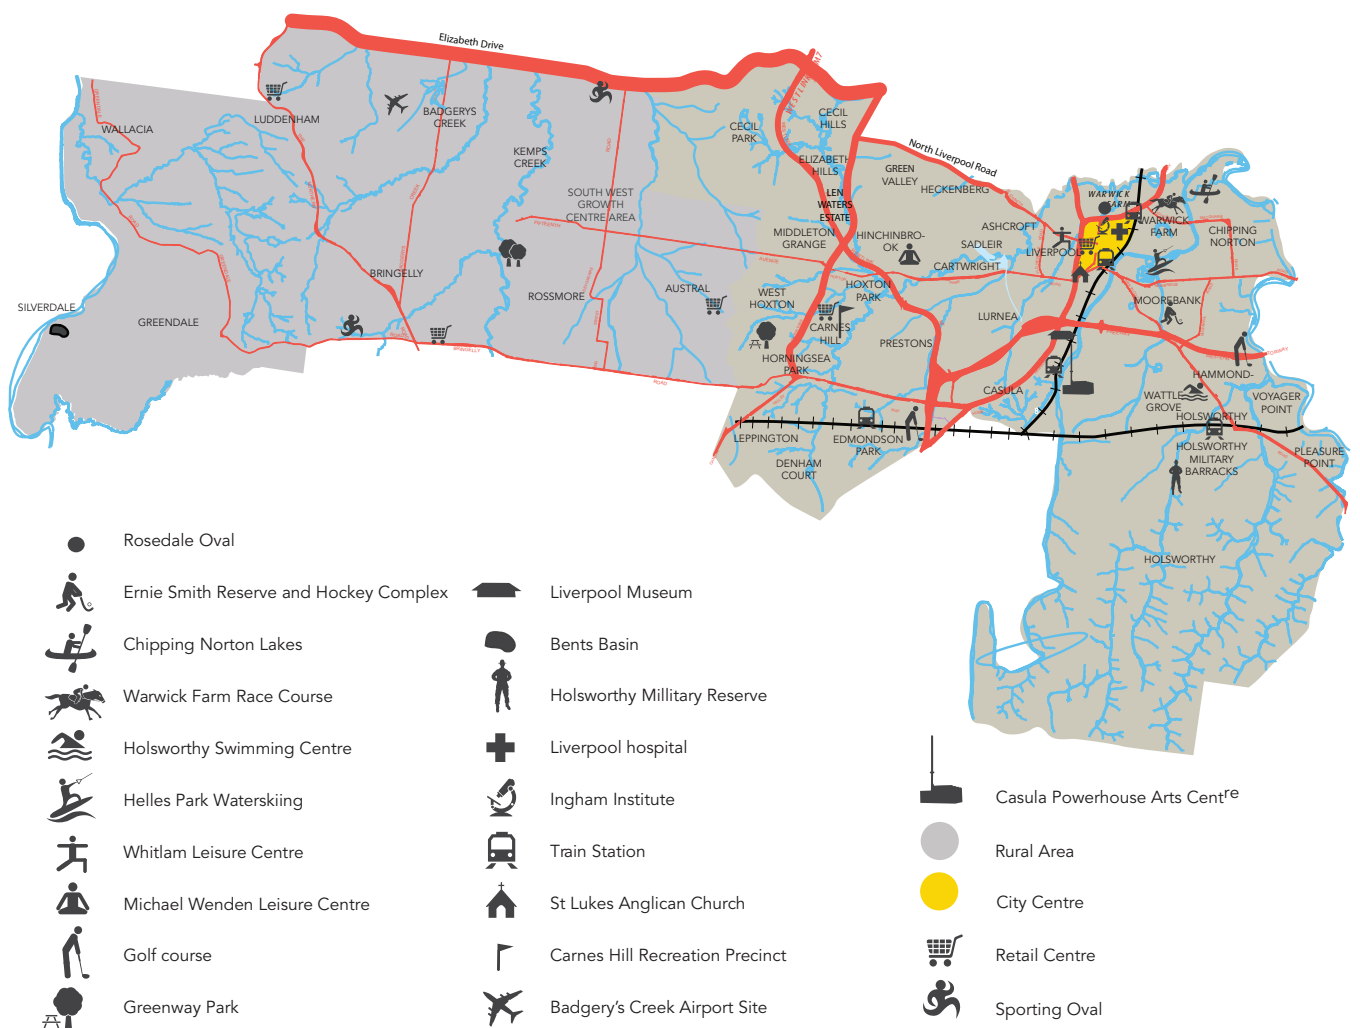 Elizabeth Drive
WESTLINK M7
WALLACIA
LUDDENHAM
BADGERYS
CREEK
KEMPS
CREEK
CECIL
PARK
CECIL
HILLS
ELIZABETH
HILLS
North Liverpool Road
GREEN
VALLEY
HECKENBERG
LEN
WATERS
ESTATE
SOUTH WEST
GROWTH
CENTRE AREA
WARWICK
FARM
WARWICK
FARM
CHIPPING
NORTON
MIDDLETON
GRANGE
HINCHINBRO-
OK
ASHCROFT
SADLEIR
CARTWRIGHT
LIVERPOOL
BRINGELLY
ROSSMORE
AUSTRAL
WEST
HOXTON
HOXTON
PARK
MOOREBANK
SILVERDALE
GREENDALE
CARNES
HILL
LURNEA
PRESTONS
HORNINGSEA
PARK
CASULA
HAMMOND-
WATTLE
GROVE
VOYAGER
POINT
HOLSWORTHY
LEPPINGTON
EDMONDSON
PARK
HOLSWORTHY
MILITARY
BARRACKS
PLEASURE
POINT
DENHAM
COURT
HOLSWORTHY
Rosedale Oval
Ernie Smith Reserve and Hockey Complex
Chipping Norton Lakes
Warwick Farm Race Course
Holsworthy Swimming Centre
Helles Park Waterskiing
Whitlam Leisure Centre
Michael Wenden Leisure Centre
Golf course
Greenway Park
Liverpool Museum
Bents Basin
Holsworthy Millitary Reserve
Liverpool hospital
Ingham Institute
Train Station
St Lukes Anglican Church
Carnes Hill Recreation Precinct
Badgery's Creek Airport Site
Casula Powerhouse Arts Centre
Rural Area
City Centre
Retail Centre
Sporting Oval